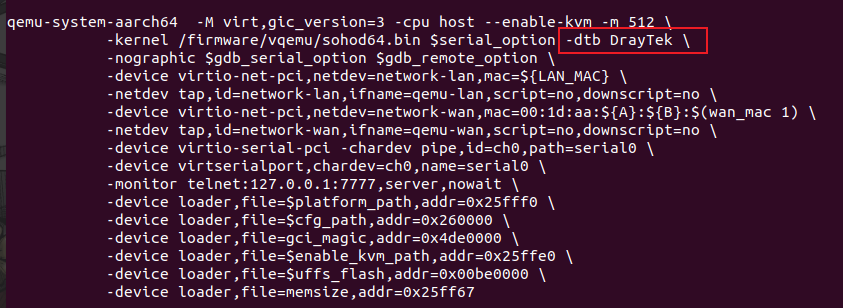 qemu-system-aarch64  -M virt,gic_version=3 -cpu host --enable-kvm -m 512 \
-kernel /firmware/vqemu/sohod64.bin $serial_option -dtb DrayTek \
-nographic $gdb_serial_option $gdb_remote_option \
-device virtio-net-pci,netdev=network-lan,mac=${LAN_MAC} \
-netdev tap,id=network-lan,ifname=qemu-lan,script=no,downscript=no \
-device virtio-net-pci,netdev=network-wan,mac=00:1d:aa:${A}:${B}:$(wan_mac 1) \
-netdev tap,id=network-wan,ifname=qemu-wan,script=no,downscript=no \
-device virtio-serial-pci -chardev pipe,id=ch0,path=serial0 \
-device virtserialport,chardev=ch0,name=serial0 \
-monitor telnet:127.0.0.1:7777,server,nowait \
-device loader,file=$platform_path,addr=0x25fff0 \
-device loader,file=$cfg_path,addr=0x260000 \
-device loader,file=gci_magic,addr=0x4de0000 \
-device loader,file=$enable_kvm_path,addr=0x25ffe0 \
-device loader,file=$uffs_flash,addr=0x00be0000 \
-device loader,file=memsize,addr=0x25ff67